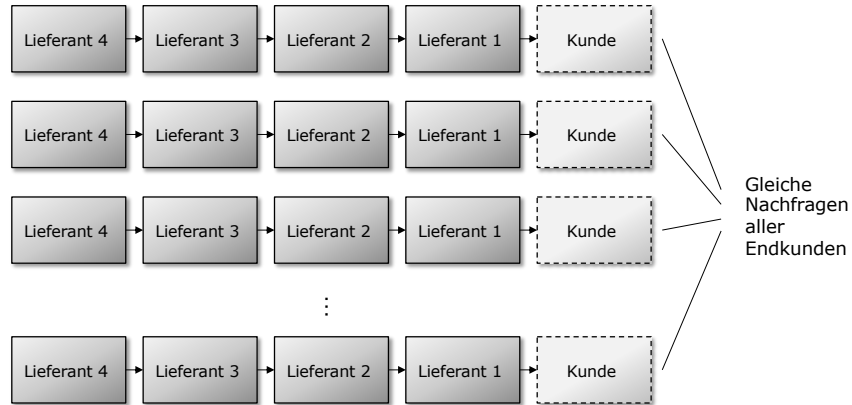 Lieferant 4 Lieferant 3 Lieferant 2 Lieferant 1 Kunde
Lieferant 4 Lieferant 3 Lieferant 2 Lieferant 1 Kunde
Lieferant 4 Lieferant 3 Lieferant 2 Lieferant 1 Kunde
...
Lieferant 4 Lieferant 3 Lieferant 2 Lieferant 1 Kunde
Gleiche
Nachfragen
aller
Endkunden